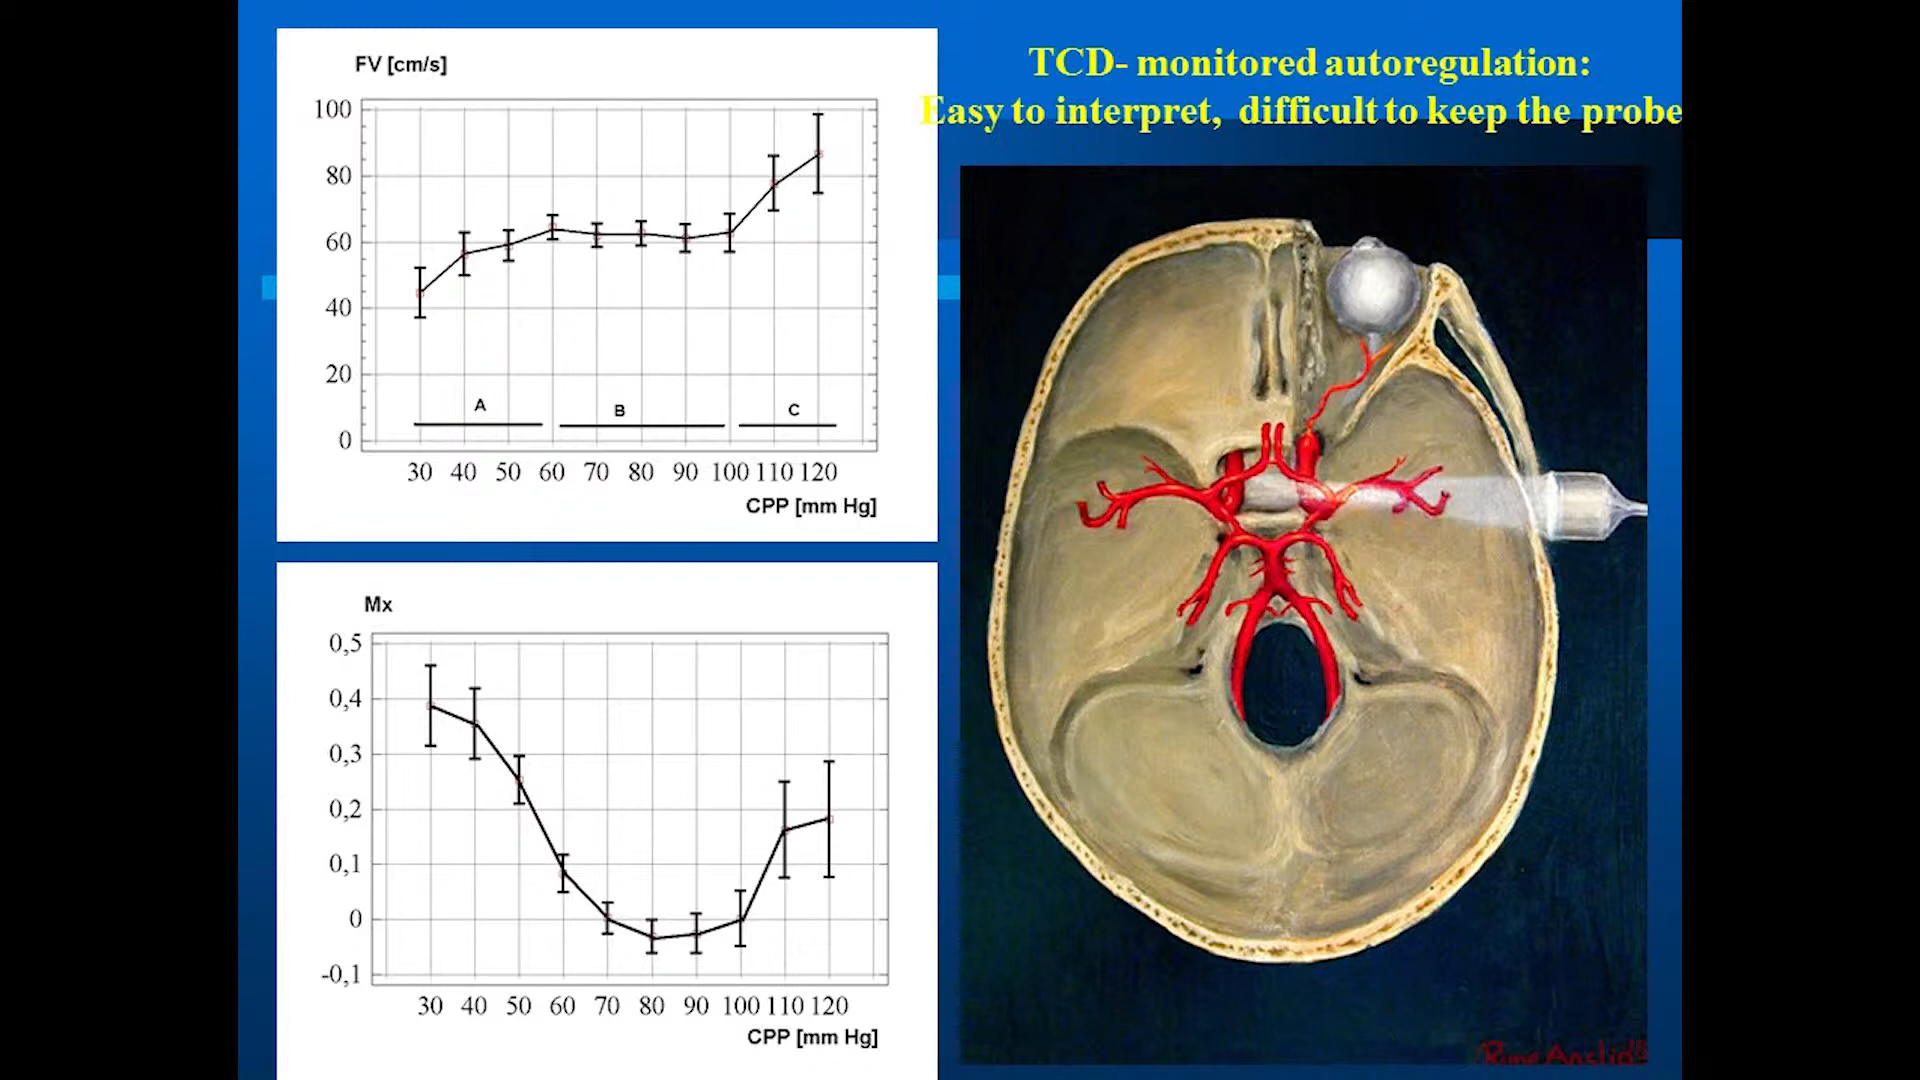 TCD- monitored autoregulation:
Easy to interpret, difficult to keep the probe
FV [cm/s]
100
80
60
40
20
0
A
B
C
30 40 50 60 70 80 90 100 110 120
CPP [mm Hg]
Mx
0,5
0,4
0,3
0,2
0,1
0
-0,1
30 40 50 60 70 80 90 100 110 120
CPP [mm Hg]